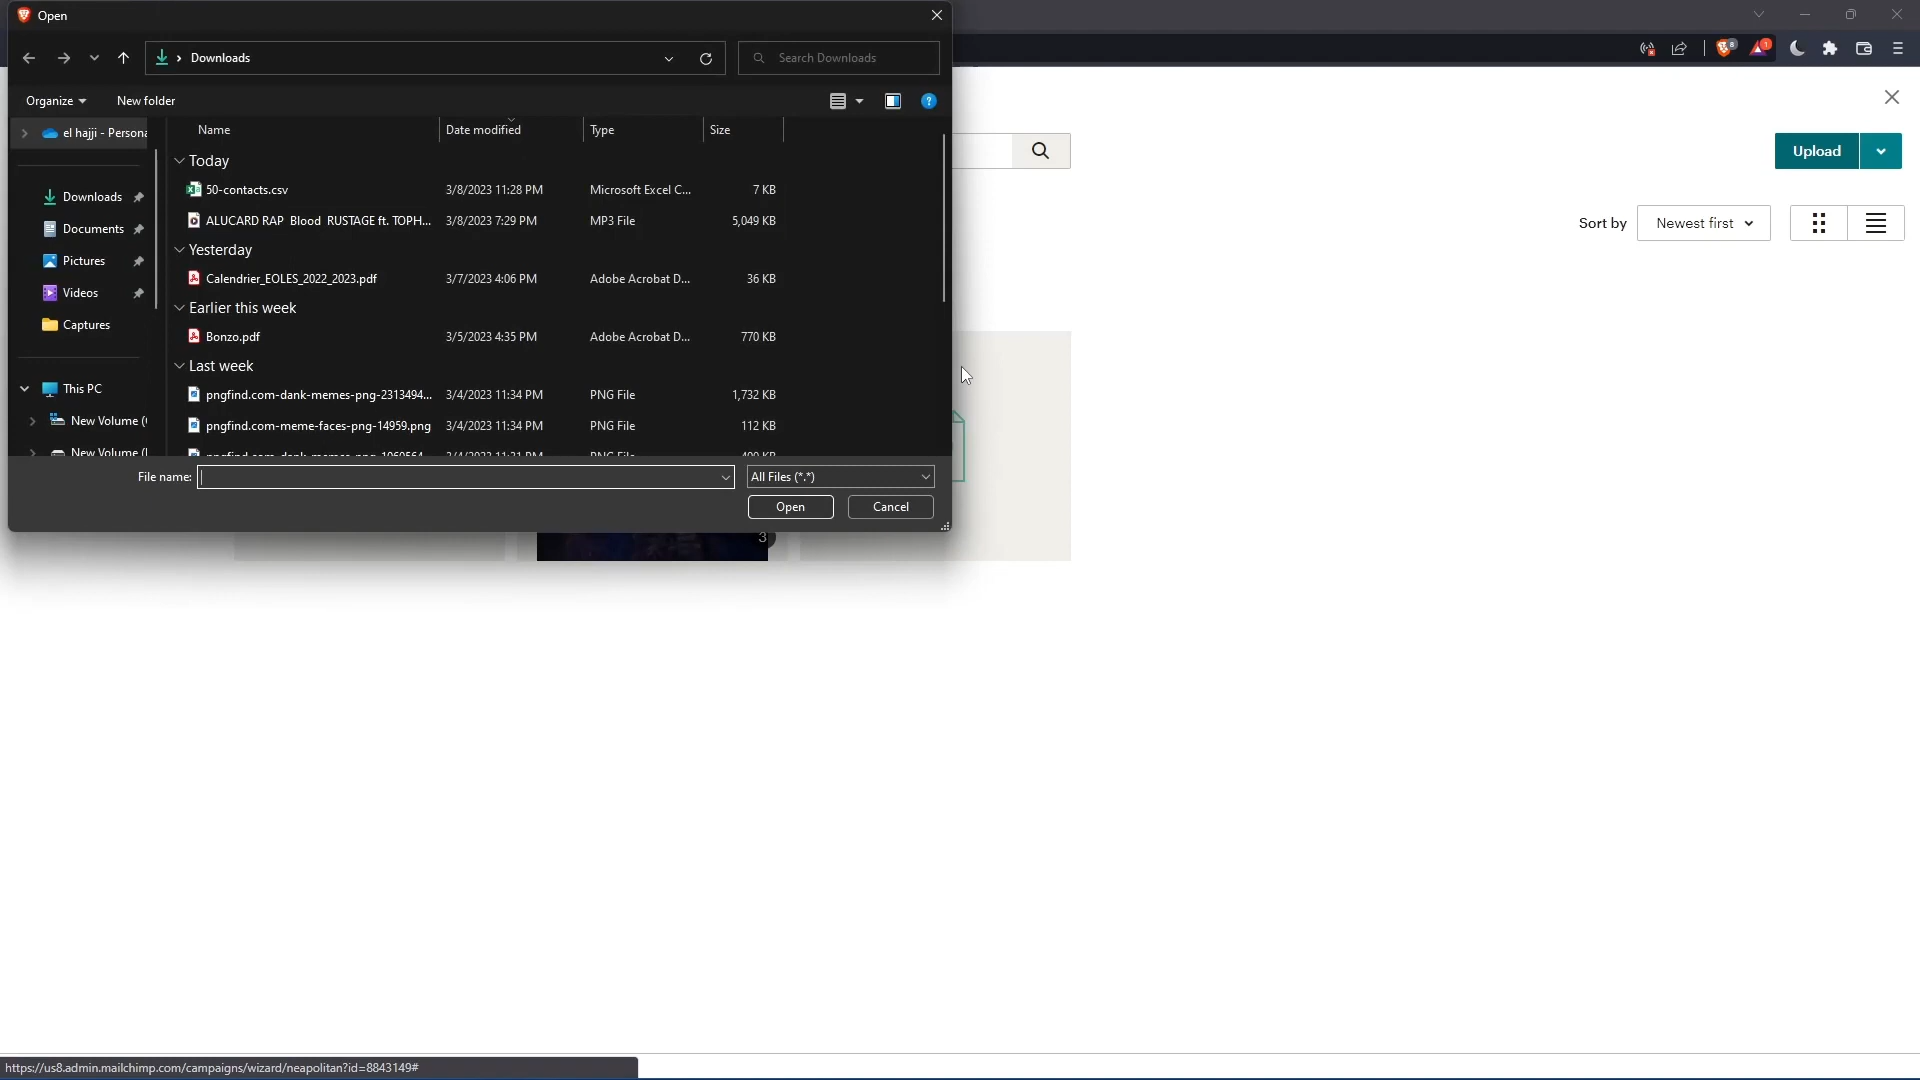 Open
Downloads
Search Downloads
Organize
New folder
8
1
el hajji - Persona
Name
Date modified
Type
Size
Upload
Today
50-contacts.csv
3/8/2023 11:28 PM
Microsoft Excel C...
7 KB
ALUCARD RAP Blood RUSTAGE ft. TOPH...
3/8/2023 7:29 PM
MP3 File
5,049 KB
Yesterday
Calendrier_EOLES_2022_2023.pdf
3/7/2023 4:06 PM
Adobe Acrobat D...
36 KB
Earlier this week
Bonzo.pdf
3/5/2023 4:35 PM
Adobe Acrobat D...
770 KB
Last week
pngfind.com-dank-memes-png-2313494...
3/4/2023 11:34 PM
PNG File
1,732 KB
pngfind.com-meme-faces-png-14959.png
3/4/2023 11:34 PM
PNG File
112 KB
Downloads
Documents
Pictures
Videos
Captures
This PC
New Volume (
New Volume (
Sort by
Newest first
File name:
All Files (*.*)
Open
Cancel
3
https://us8.admin.mailchimp.com/campaigns/wizard/neapolitan?id=8843149#